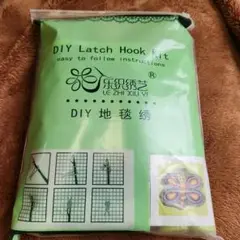 DIY Latch Hook Kit
easy to follow instructions
乐织绣艺®
LE ZHI XIU YI
DIY 地毯绣